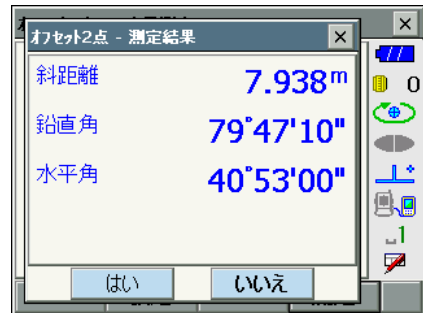 オフセット2点 - 測定結果
斜距離 7.938m
鉛直角 79°47'10"
水平角 40°53'00"
はい いいえ
0
1